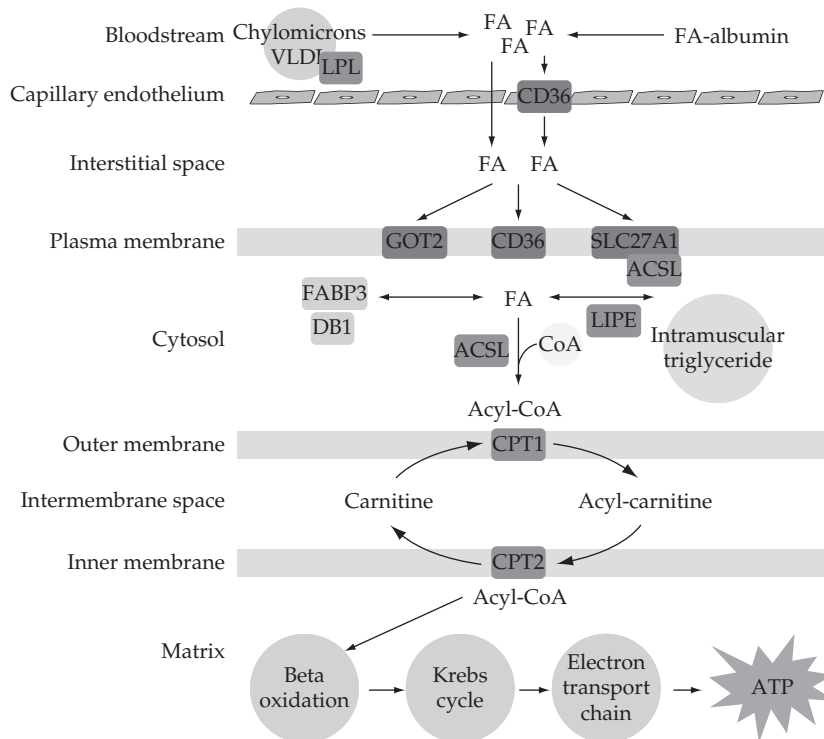 Bloodstream
Chylomicrons
VLDL
LPL
FA
FA
FA
FA-albumin
Capillary endothelium
CD36
Interstitial space
FA
FA
Plasma membrane
GOT2
CD36
SLC27A1
ACSL
FABP3
FA
DB1
LIPE
Cytosol
ACSL
CoA
Intramuscular
triglyceride
Acyl-CoA
Outer membrane
CPT1
Intermembrane space
Carnitine
Acyl-carnitine
Inner membrane
CPT2
Acyl-CoA
Matrix
Beta
oxidation
Krebs
cycle
Electron
transport
chain
ATP